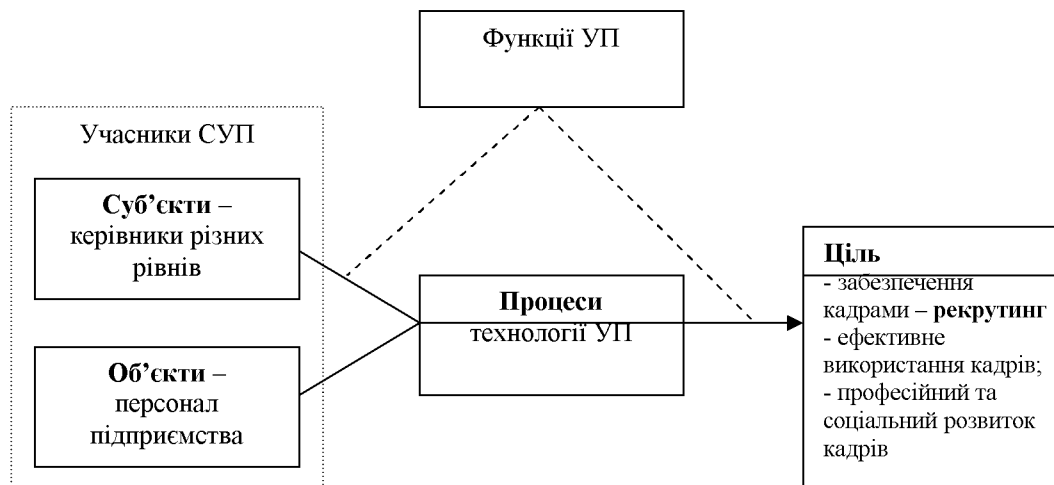 Функції УП
Учасники СУП
Суб’єкти –
керівники різних
рівнів
Об’єкти –
персонал
підприємства
Процеси
технології УП
Ціль
- забезпечення
кадрами – рекрутинг
- ефективне
використання кадрів;
- професійний та
соціальний розвиток
кадрів